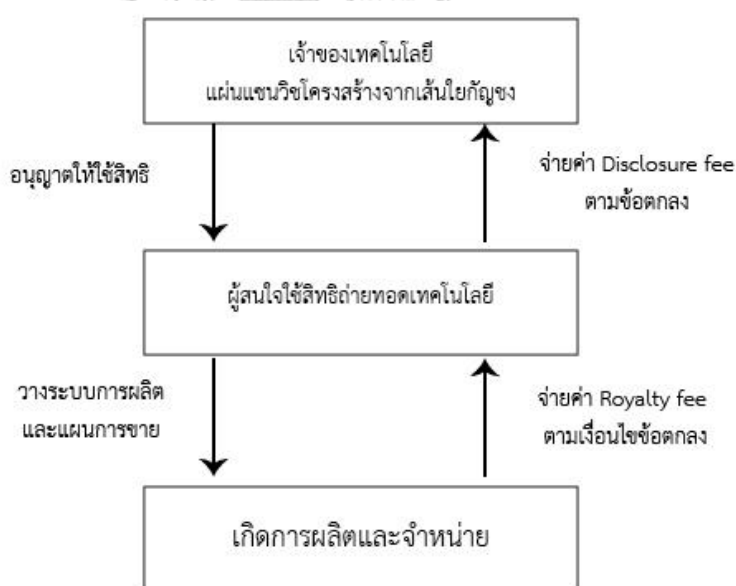 เจ้าของเทคโนโลยี
แผ่นแซนวิชโครงสร้างจากเส้นใยกัญชง
อนุญาตให้ใช้สิทธิ
จ่ายค่า Disclosure fee
ตามข้อตกลง
ผู้สนใจใช้สิทธิถ่ายทอดเทคโนโลยี
วางระบบการผลิต
และแผนการขาย
จ่ายค่า Royalty fee
ตามเงื่อนไขข้อตกลง
เกิดการผลิตและจำหน่าย